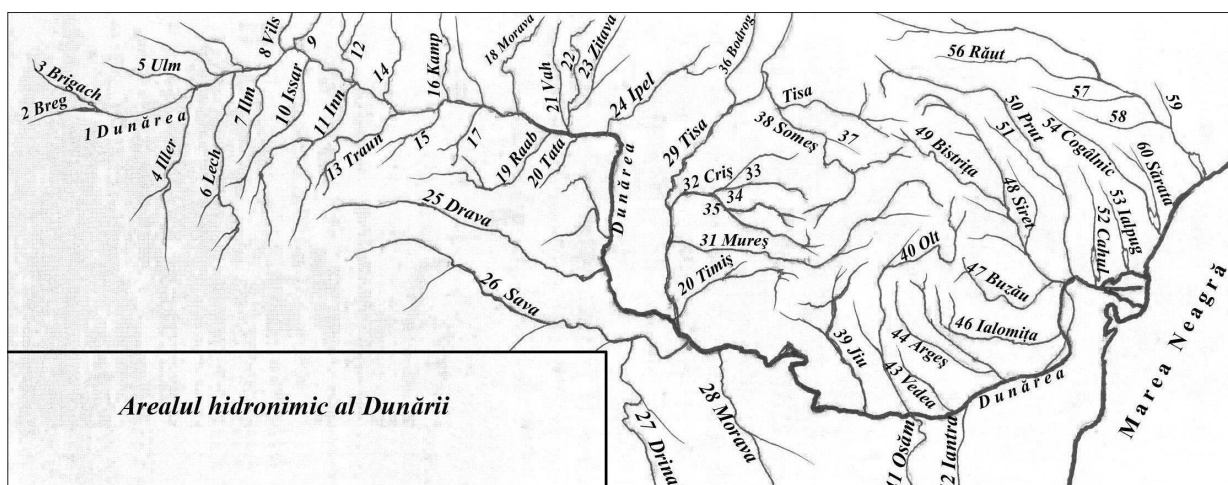 3 Brigach
2 Breg
1 Dunărea
5 Ulm
4 Iller
6 Lech
7 Ilm
8 Vils
9
10 Issar
11 Inn
12
13 Traun
14
15
16 Kamp
17
18 Morava
19 Raab
20 Tata
21 Vah
22
23 Zitava
24 Ipel
Dunărea
25 Drava
26 Sava
27 Drina
28 Morava
29 Tisa
36 Bodrog
Tisa
38 Someș
37
32 Criș
33
34
35
31 Mureș
20 Timiș
39 Jiu
40 Olt
41 Osăm
2 Iantra
43 Vedea
44 Argeș
46 Ialomița
47 Buzău
48 Siret
49 Bistrița
50 Prut
51
52 Cahul
53 Ialpug
54 Cogâlnic
56 Răut
57
58
59
60 Sărata
Dunărea
Marea Neagră
Arealul hidronimic al Dunării